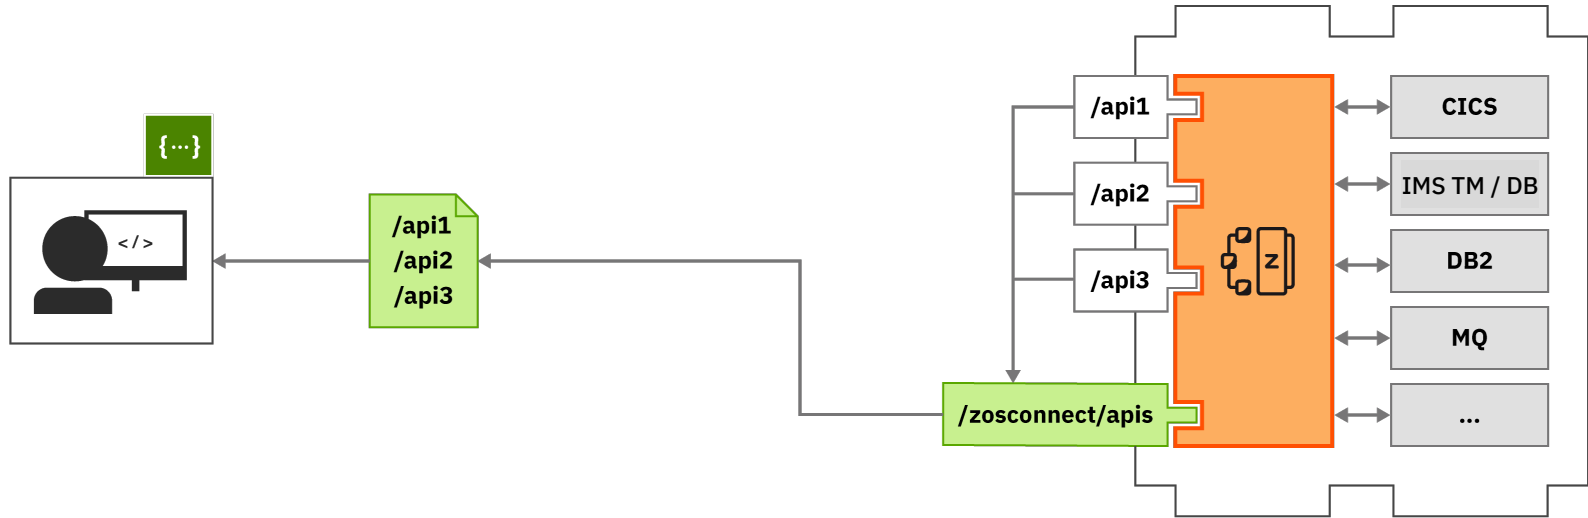 {...}
</>
/api1
/api2
/api3
/api1
/api2
/api3
/zosconnect/apis
Z
CICS
IMS TM / DB
DB2
MQ
...